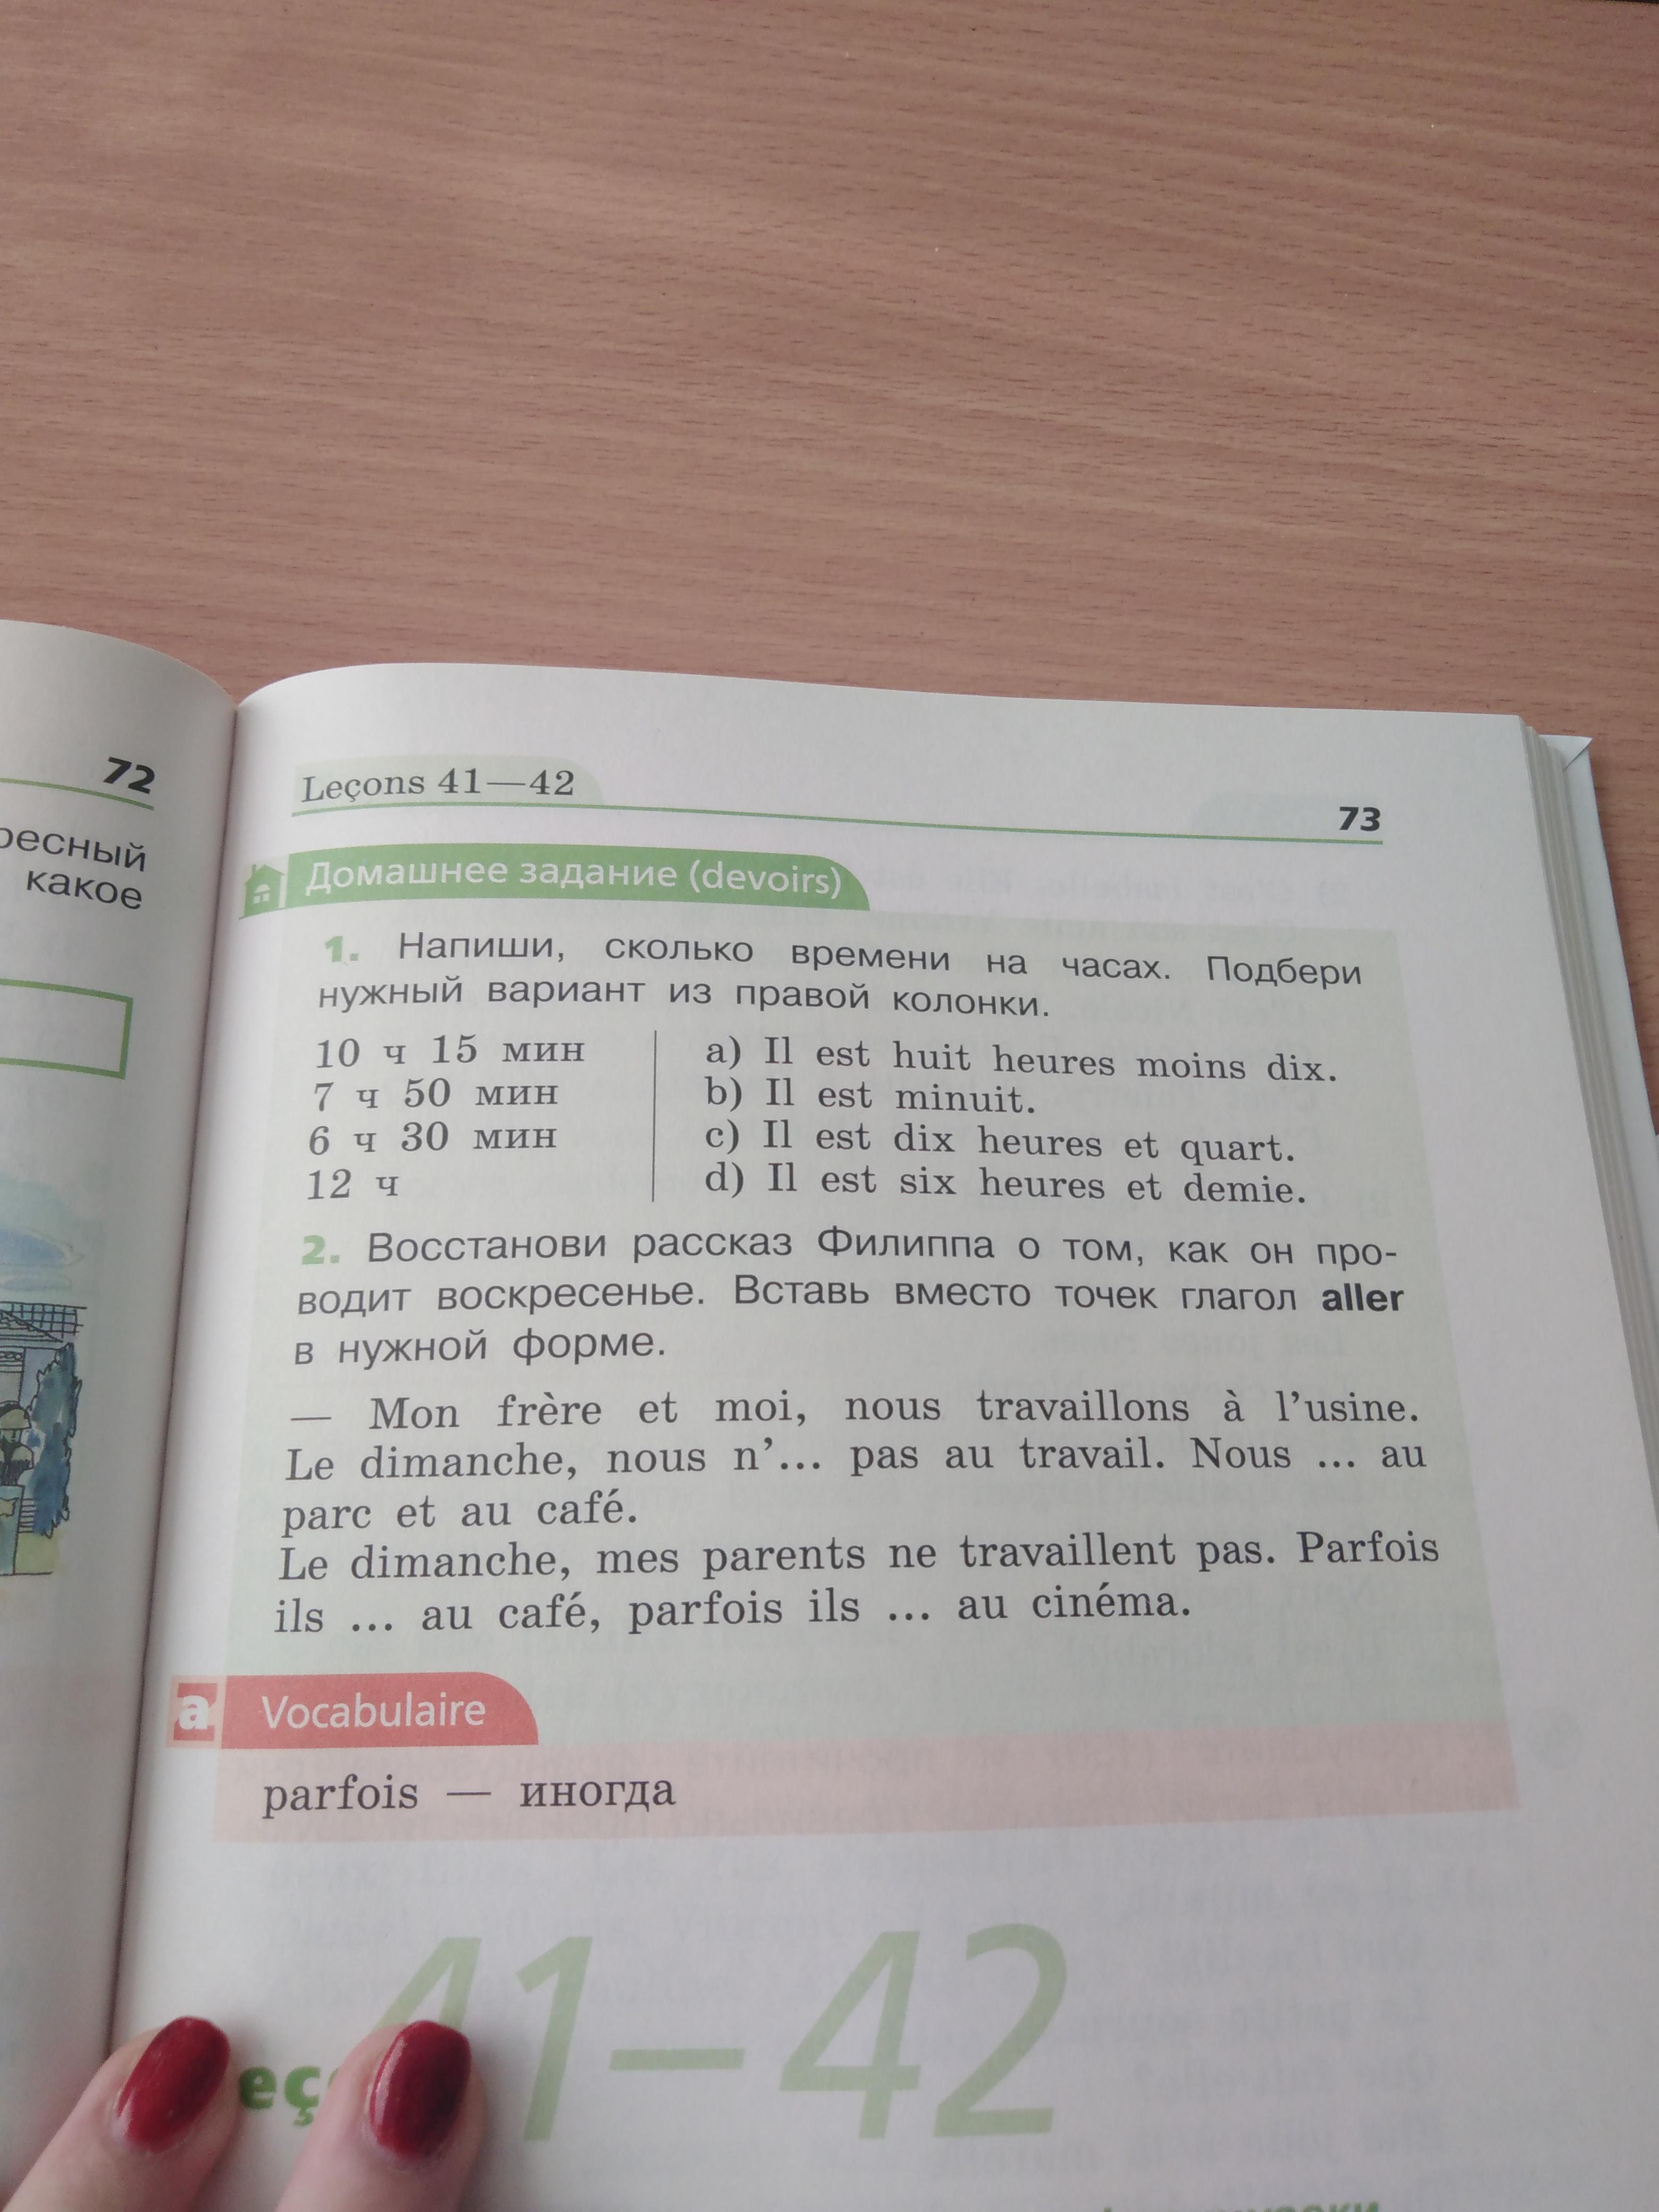 72
какое
Leçons 41—42
73
Домашнее задание (devoirs)
1. Напиши, сколько времени на часах. Подбери
нужный вариант из правой колонки.
10 ч 15 мин
7 ч 50 мин
6 ч 30 мин
12 ч
a) Il est huit heures moins dix.
b) Il est minuit.
c) Il est dix heures et quart.
d) Il est six heures et demie.
2. Восстанови рассказ Филиппа о том, как он про-
водит воскресенье. Вставь вместо точек глагол aller
в нужной форме.
— Mon frère et moi, nous travaillons à l’usine.
Le dimanche, nous n’... pas au travail. Nous ... au
parc et au café.
Le dimanche, mes parents ne travaillent pas. Parfois
ils ... au café, parfois ils ... au cinéma.
a Vocabulaire
parfois — иногда
41—42